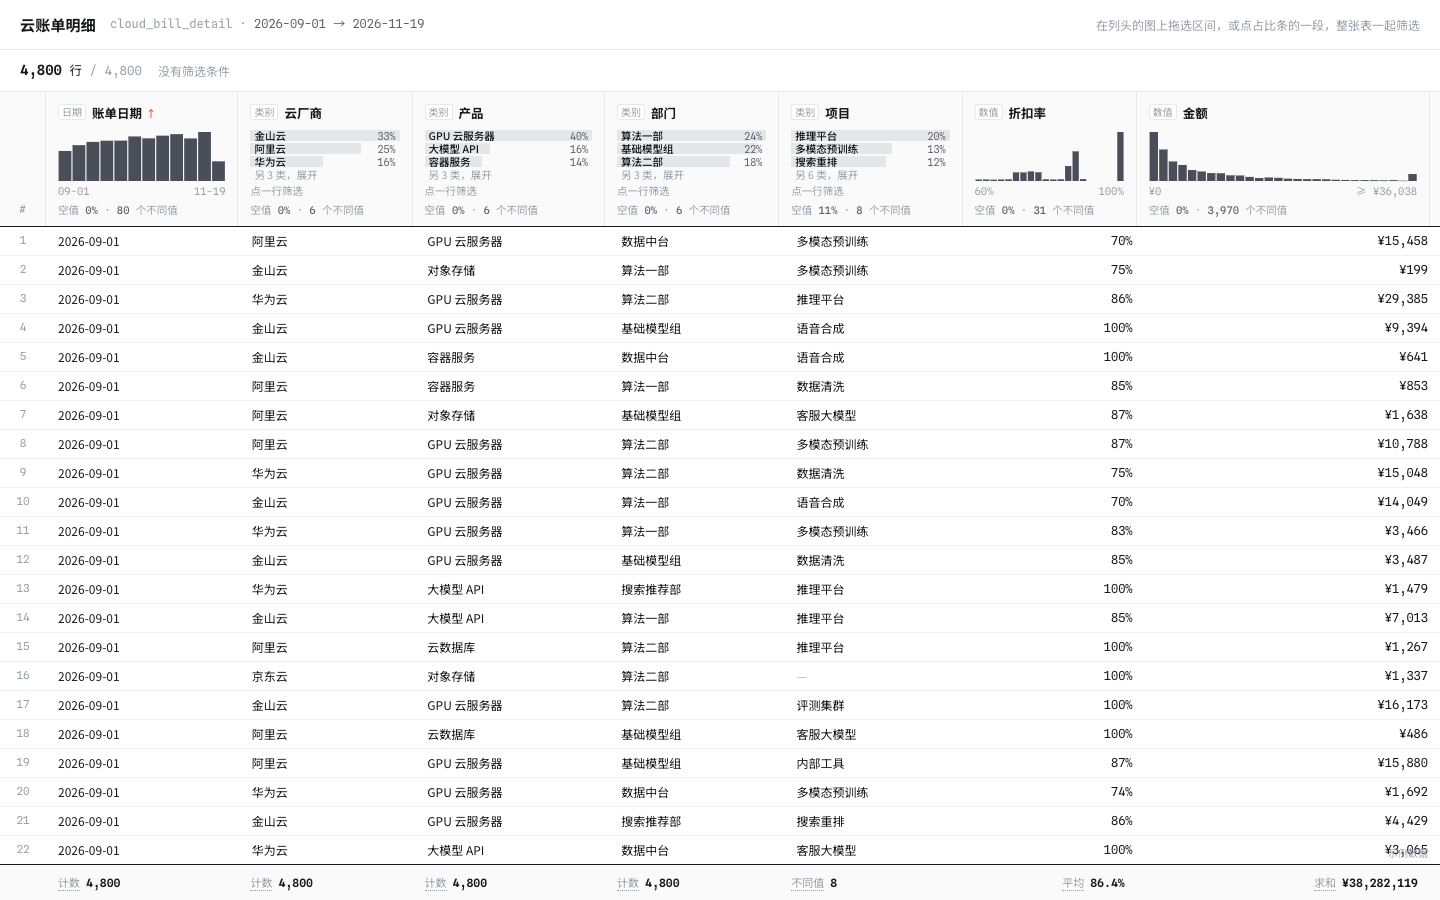 云账单明细 cloud_bill_detail · 2026-09-01 → 2026-11-19 在列头的图上拖选区间，或点占比条的一段，整张表一起筛选
4,800 行 / 4,800 没有筛选条件
日期 账单日期 ↑ 类别 云厂商 类别 产品 类别 部门 类别 项目 数值 折扣率 数值 金额
金山云 33% GPU 云服务器 40% 算法一部 24% 推理平台 20%
阿里云 25% 大模型 API 16% 基础模型组 22% 多模态预训练 13%
华为云 16% 容器服务 14% 算法二部 18% 搜索重排 12%
另 3 类，展开 另 3 类，展开 另 3 类，展开 另 6 类，展开
09-01 11-19 点一行筛选 点一行筛选 点一行筛选 点一行筛选 60% 100% ¥0 ≥ ¥36,038
# 空值 0% · 80 个不同值 空值 0% · 6 个不同值 空值 0% · 6 个不同值 空值 0% · 6 个不同值 空值 11% · 8 个不同值 空值 0% · 31 个不同值 空值 0% · 3,970 个不同值
1 2026-09-01 阿里云 GPU 云服务器 数据中台 多模态预训练 70% ¥15,458
2 2026-09-01 金山云 对象存储 算法一部 多模态预训练 75% ¥199
3 2026-09-01 华为云 GPU 云服务器 算法二部 推理平台 86% ¥29,385
4 2026-09-01 金山云 GPU 云服务器 基础模型组 语音合成 100% ¥9,394
5 2026-09-01 金山云 容器服务 数据中台 语音合成 100% ¥641
6 2026-09-01 阿里云 容器服务 算法一部 数据清洗 85% ¥853
7 2026-09-01 阿里云 对象存储 基础模型组 客服大模型 87% ¥1,638
8 2026-09-01 阿里云 GPU 云服务器 算法二部 多模态预训练 87% ¥10,788
9 2026-09-01 华为云 GPU 云服务器 算法二部 数据清洗 75% ¥15,048
10 2026-09-01 金山云 GPU 云服务器 算法一部 语音合成 70% ¥14,049
11 2026-09-01 华为云 GPU 云服务器 算法一部 多模态预训练 83% ¥3,466
12 2026-09-01 金山云 GPU 云服务器 基础模型组 数据清洗 85% ¥3,487
13 2026-09-01 华为云 大模型 API 搜索推荐部 推理平台 100% ¥1,479
14 2026-09-01 金山云 大模型 API 算法一部 推理平台 85% ¥7,013
15 2026-09-01 阿里云 云数据库 算法二部 推理平台 100% ¥1,267
16 2026-09-01 京东云 对象存储 算法二部 — 100% ¥1,337
17 2026-09-01 金山云 GPU 云服务器 算法二部 评测集群 100% ¥16,173
18 2026-09-01 阿里云 云数据库 基础模型组 客服大模型 100% ¥486
19 2026-09-01 阿里云 GPU 云服务器 基础模型组 内部工具 87% ¥15,880
20 2026-09-01 华为云 GPU 云服务器 数据中台 多模态预训练 74% ¥1,692
21 2026-09-01 金山云 GPU 云服务器 搜索推荐部 搜索重排 86% ¥4,429
22 2026-09-01 华为云 大模型 API 数据中台 客服大模型 100% ¥3,065
示例数据
计数 4,800 计数 4,800 计数 4,800 计数 4,800 不同值 8 平均 86.4% 求和 ¥38,282,119